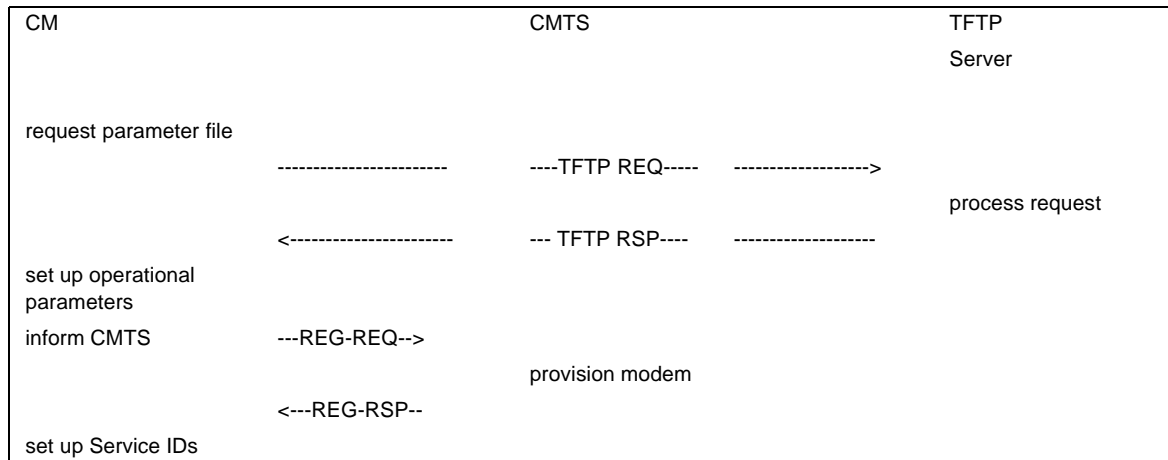 CM CMTS TFTP
Server
request parameter file
------------------------ ----TFTP REQ----- ------------------->
process request
<----------------------- --- TFTP RSP---- --------------------
set up operational
parameters
inform CMTS ---REG-REQ-->
provision modem
<---REG-RSP--
set up Service IDs